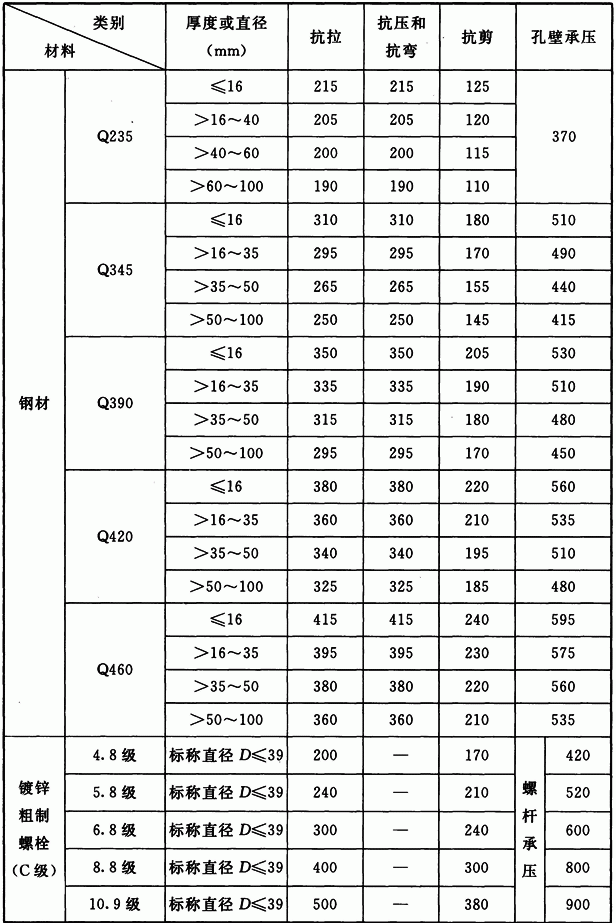 类别 厚度或直径 抗拉 抗压和 抗剪 孔壁承压
材料 (mm) 抗弯
钢材
Q235
≤16 215 215 125 370
>16～40 205 205 120
>40～60 200 200 115
>60～100 190 190 110
Q345
≤16 310 310 180 510
>16～35 295 295 170 490
>35～50 265 265 155 440
>50～100 250 250 145 415
Q390
≤16 350 350 205 530
>16～35 335 335 190 510
>35～50 315 315 180 480
>50～100 295 295 170 450
Q420
≤16 380 380 220 560
>16～35 360 360 210 535
>35～50 340 340 195 510
>50～100 325 325 185 480
Q460
≤16 415 415 240 595
>16～35 395 395 230 575
>35～50 380 380 220 560
>50～100 360 360 210 535
镀锌
粗制
螺栓
(C级)
4.8级 标称直径 D≤39 200 — 170 螺杆承压 420
5.8级 标称直径 D≤39 240 — 210 520
6.8级 标称直径 D≤39 300 — 240 600
8.8级 标称直径 D≤39 400 — 300 800
10.9级 标称直径 D≤39 500 — 380 900